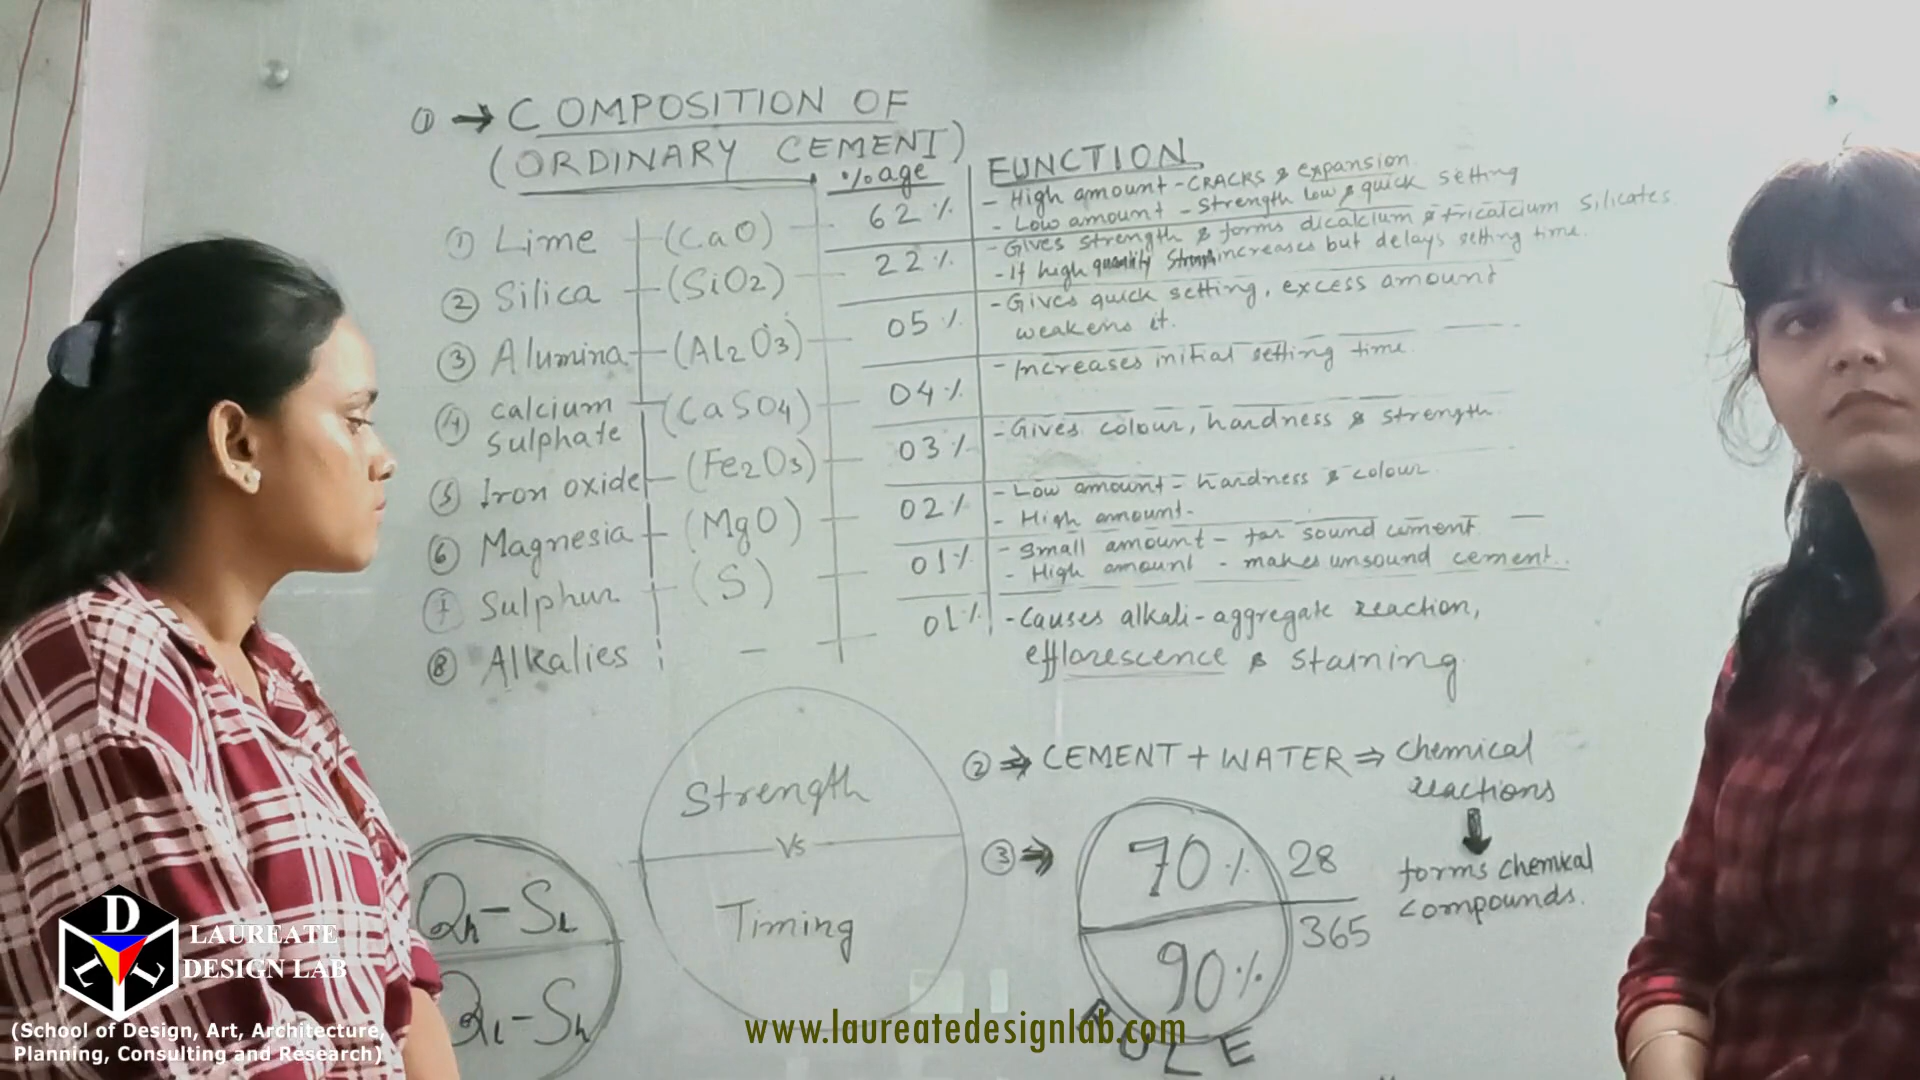 ① → COMPOSITION OF
(ORDINARY CEMENT)
%age
FUNCTION
① Lime (CaO) 62%
- High amount - CRACKS & expansion
- Low amount - Strength low & quick setting
② Silica (SiO2) 22%
- Gives strength & forms dicalcium & tricalcium silicates
- If high quantity increases but delays setting time.
③ Alumina (Al2O3) 05%
- Gives quick setting, excess amount
weakens it.
④ calcium
sulphate (CaSO4) 04%
- Increases initial setting time.
⑤ Iron oxide (Fe2O3) 03%
- Gives colour, hardness & strength
⑥ Magnesia (MgO) 02%
- Low amount = hardness & colour
- High amount -
⑦ Sulphur (S) 01%
- Small amount - for sound cement
- High amount - makes unsound cement..
⑧ Alkalies - 01%
- Causes alkali-aggregate reaction,
efflorescence & staining.
Strength
Vs
Timing
② ⇒ CEMENT + WATER ⇒ chemical
reactions
forms chemical
compounds.
③ ⇒ 70% 28
90% 365
ROLE
Qh - Sl
Ql - Sh
D L L
LAUREATE
DESIGN LAB
(School of Design, Art, Architecture,
Planning, Consulting and Research)
www.laureatedesignlab.com